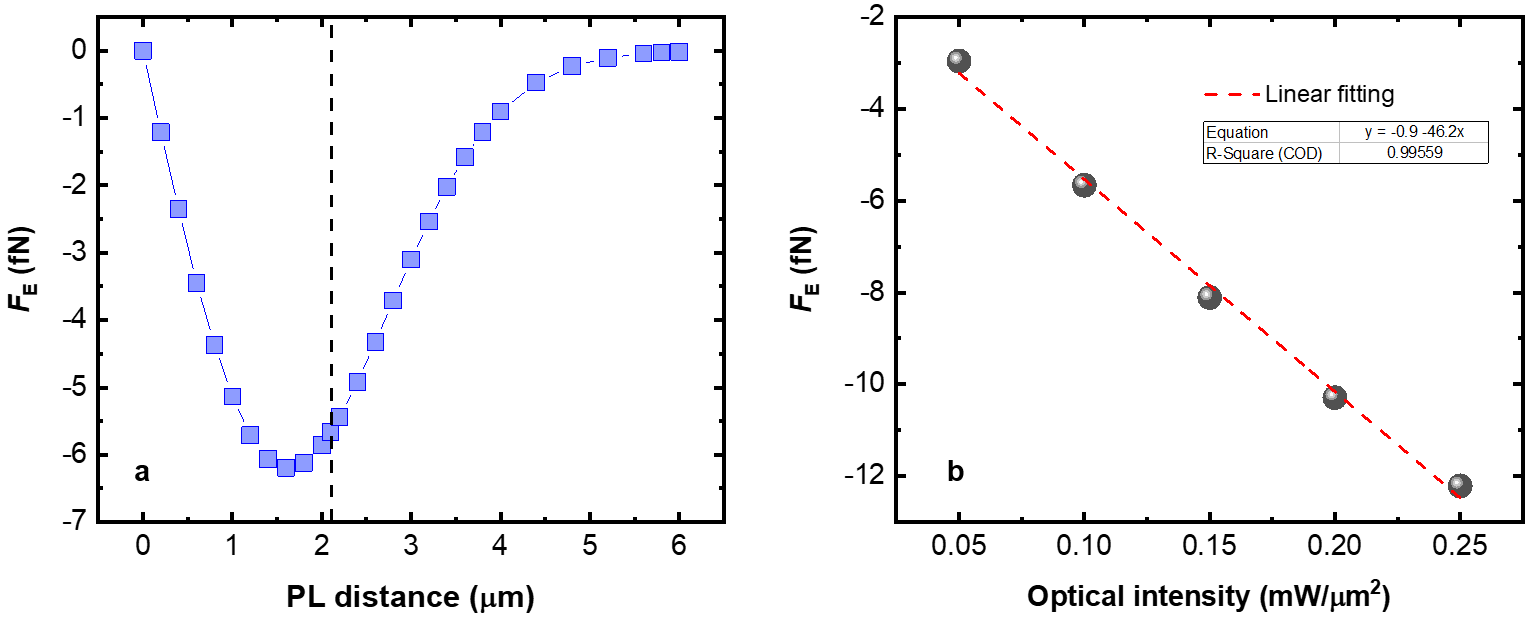 0
-1
-2
-3
-4
-5
-6
-7
F_E (fN)
a
0 1 2 3 4 5 6
PL distance (μm)
-2
-4
-6
-8
-10
-12
F_E (fN)
Linear fitting
Equation y = -0.9 -46.2x
R-Square (COD) 0.99559
b
0.05 0.10 0.15 0.20 0.25
Optical intensity (mW/μm²)